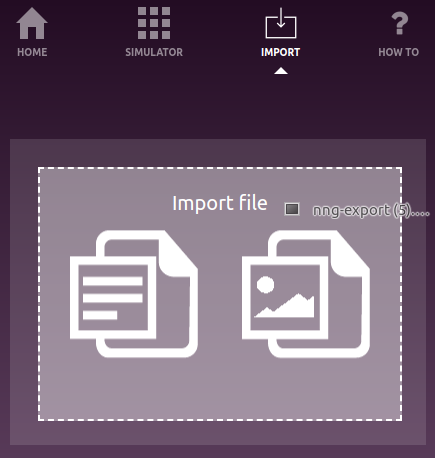 HOME SIMULATOR IMPORT HOW TO
Import file
nng-export (5)....